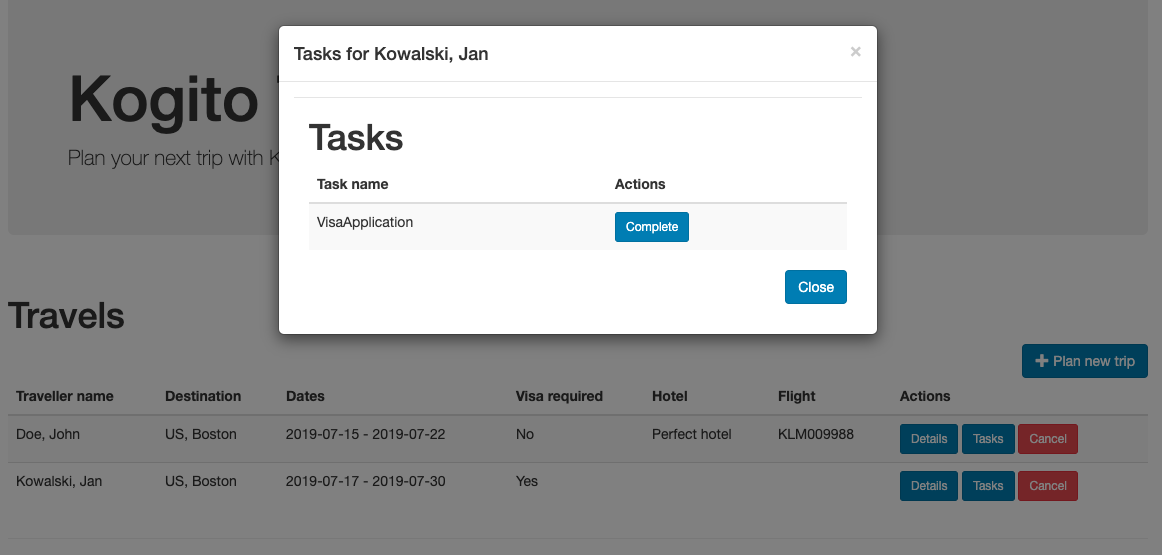 Tasks for Kowalski, Jan ×
Kogito
Plan your next trip with
Tasks
Task name Actions
VisaApplication Complete
Close
Travels
+ Plan new trip
Traveller name Destination Dates Visa required Hotel Flight Actions
Doe, John US, Boston 2019-07-15 - 2019-07-22 No Perfect hotel KLM009988 Details Tasks Cancel
Kowalski, Jan US, Boston 2019-07-17 - 2019-07-30 Yes Details Tasks Cancel